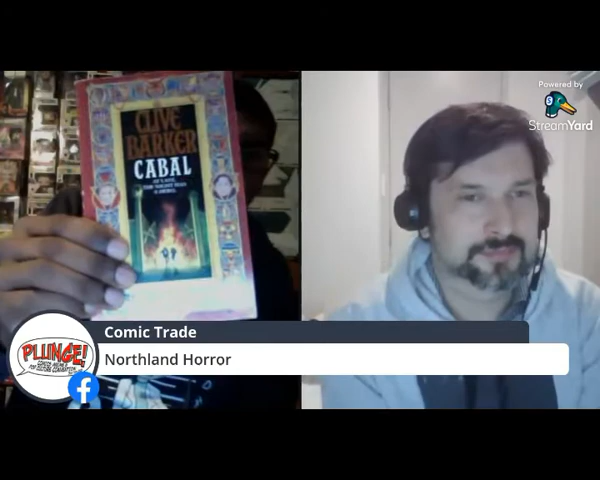 Powered by
StreamYard
CLIVE
BARKER
CABAL
Comic Trade
PLUNGE!
Northland Horror